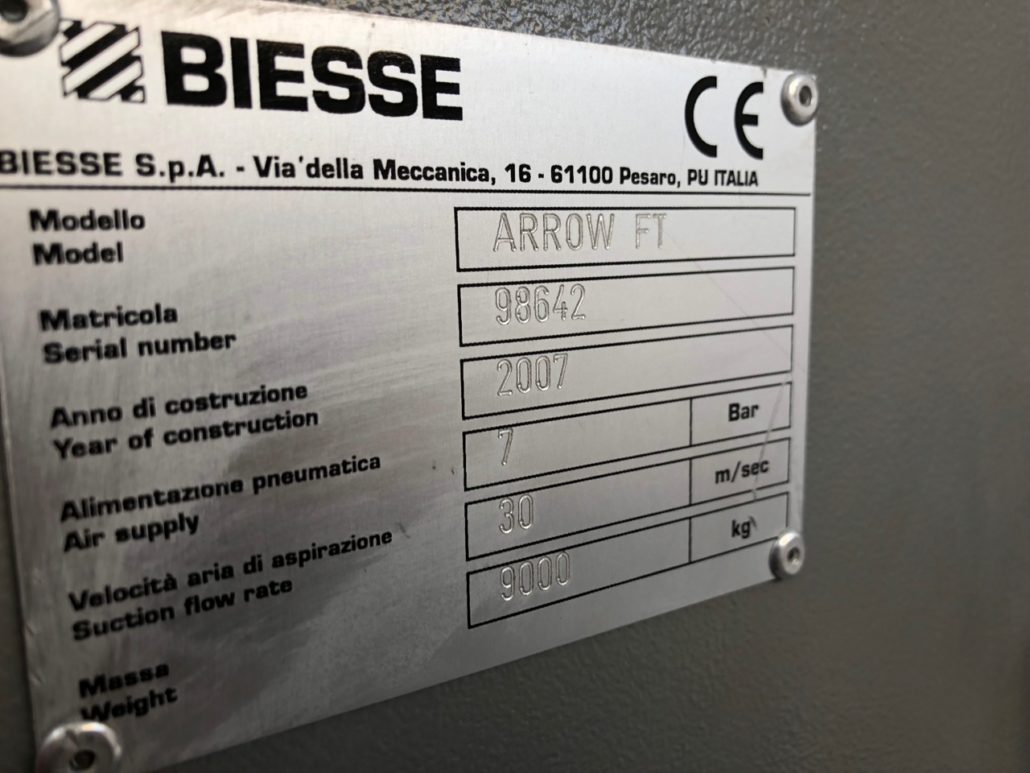 BIESSE
CE
BIESSE S.p.A. - Via della Meccanica, 16 - 61100 Pesaro, PU ITALIA
Modello
Model
ARROW FT
Matricola
Serial number
98642
Anno di costruzione
Year of construction
2007
Alimentazione pneumatica
Air supply
7 Bar
Velocità aria di aspirazione
Suction flow rate
30 m/sec
Massa
Weight
9000 kg